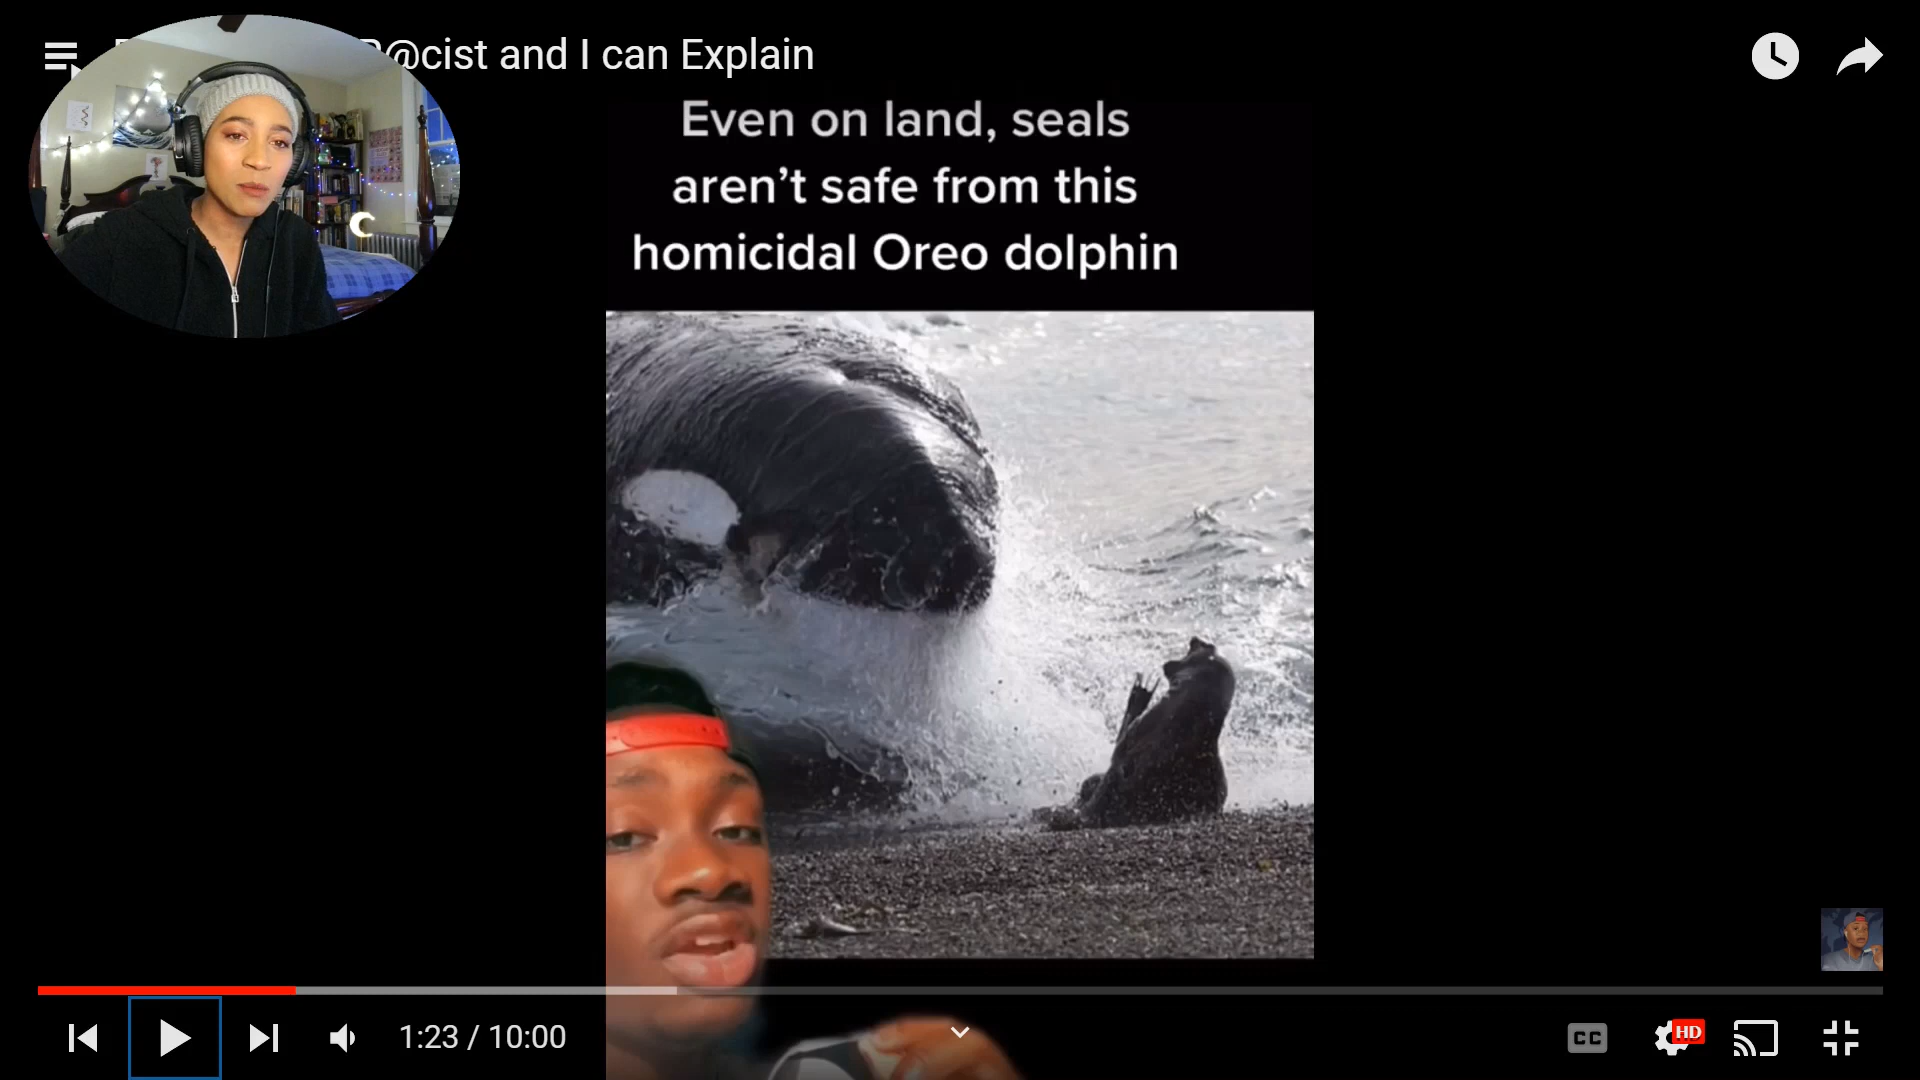 @cist and I can Explain
Even on land, seals
aren't safe from this
homicidal Oreo dolphin
1:23 / 10:00
CC
HD